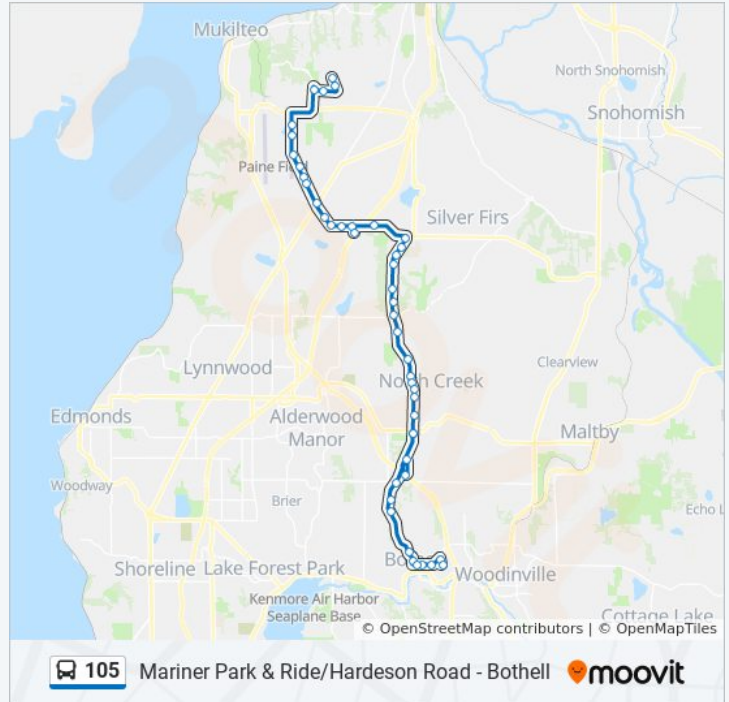 Mukilteo
North Snohomish
Snohomish
Paine Field
Silver Firs
Lynnwood
Clearview
North Creek
Edmonds
Alderwood
Manor
Maltby
Woodway
Brier
Echo L
Shoreline
Lake Forest Park
Bo
Woodinville
Kenmore Air Harbor
Seaplane Base
Cottage Lake
© OpenStreetMap contributors | © OpenMapTiles
105
Mariner Park & Ride/Hardeson Road - Bothell
moovit